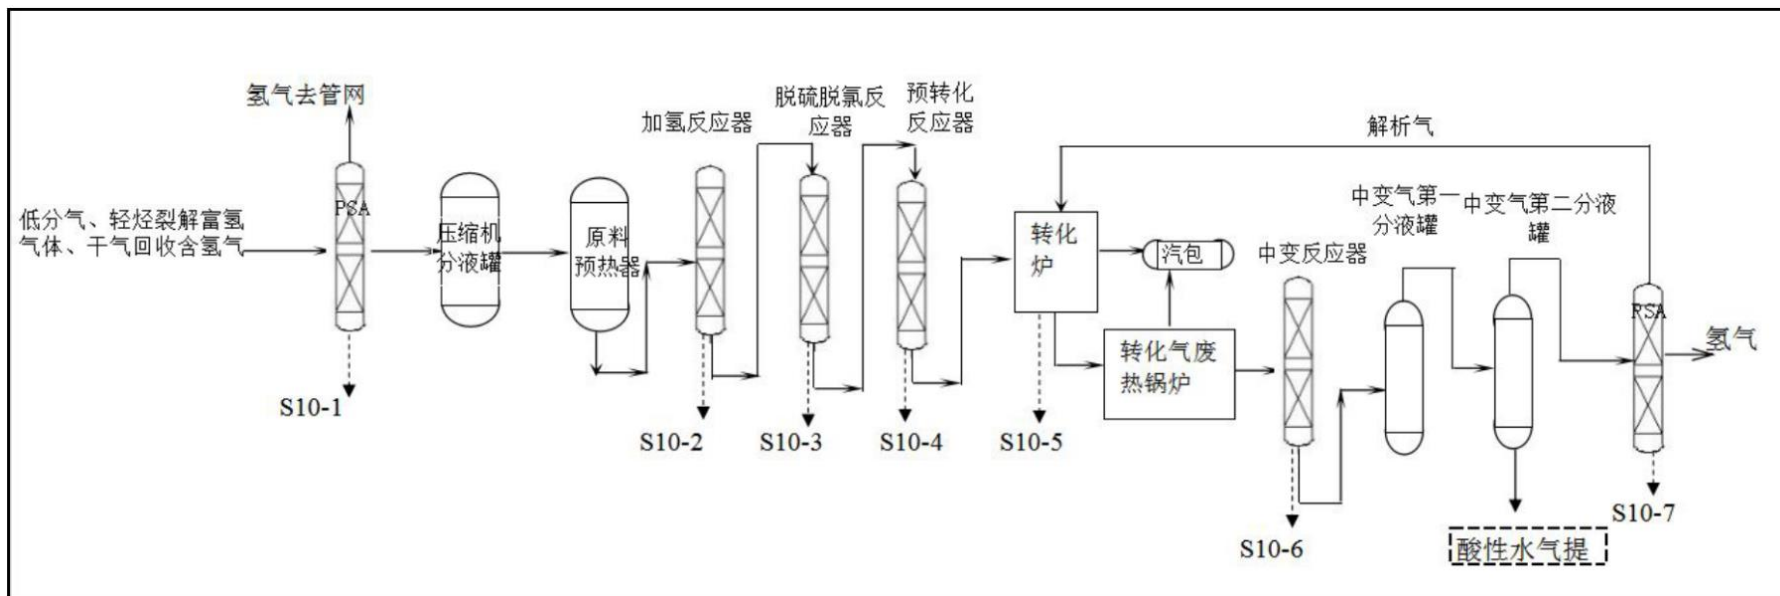 氢气去管网
低分气、轻烃裂解富氢
气体、干气回收含氢气
PSA
S10-1
压缩机
分液罐
原料
预热器
加氢反应器
S10-2
脱硫脱氯反
应器
S10-3
预转化
反应器
S10-4
解析气
转化
炉
S10-5
汽包
转化气废
热锅炉
中变反应器
S10-6
中变气第一
分液罐
中变气第二分液
罐
酸性水气提
PSA
氢气
S10-7